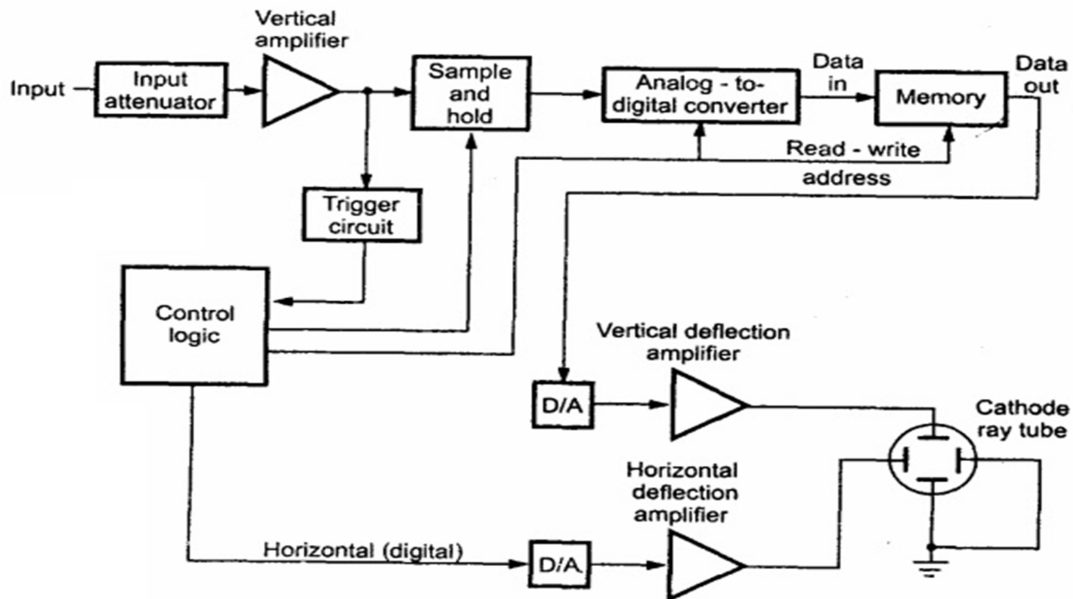 Vertical
amplifier
Input
Input
attenuator
Sample
and
hold
Analog - to-
digital converter
Data
in
Memory
Data
out
Read - write
address
Trigger
circuit
Control
logic
Vertical deflection
amplifier
D/A
Cathode
ray tube
Horizontal
deflection
amplifier
Horizontal (digital)
D/A